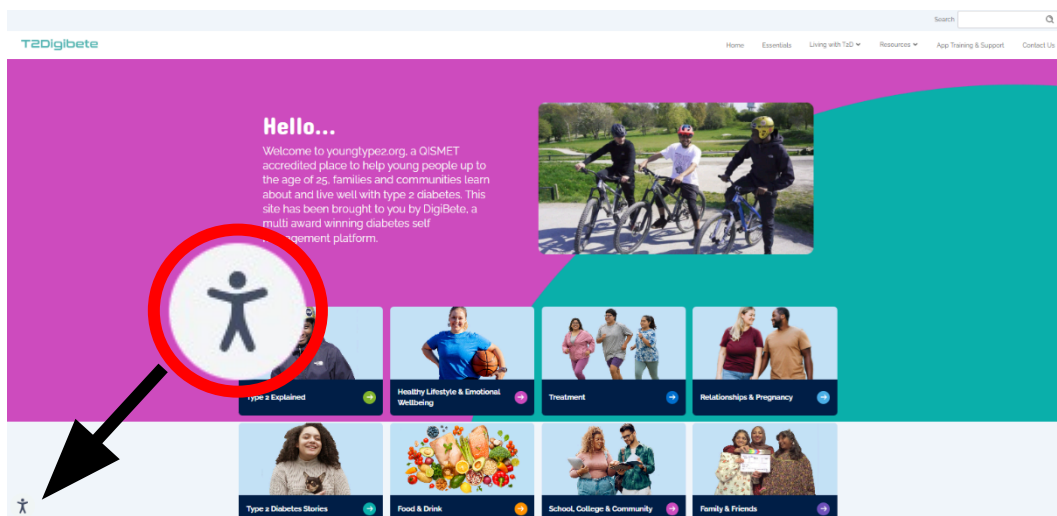 Search
T2Digibete
Home Essentials Living with T2D Resources App Training & Support Contact Us
Hello...
Welcome to youngtype2.org, a QISMET
accredited place to help young people up to
the age of 25, families and communities learn
about and live well with type 2 diabetes. This
site has been brought to you by DigiBete, a
multi award winning diabetes self
platform.
Type 2 Explained
Healthy Lifestyle & Emotional
Wellbeing
Treatment
Relationships & Pregnancy
Type 2 Diabetes Stories
Food & Drink
School, College & Community
Family & Friends